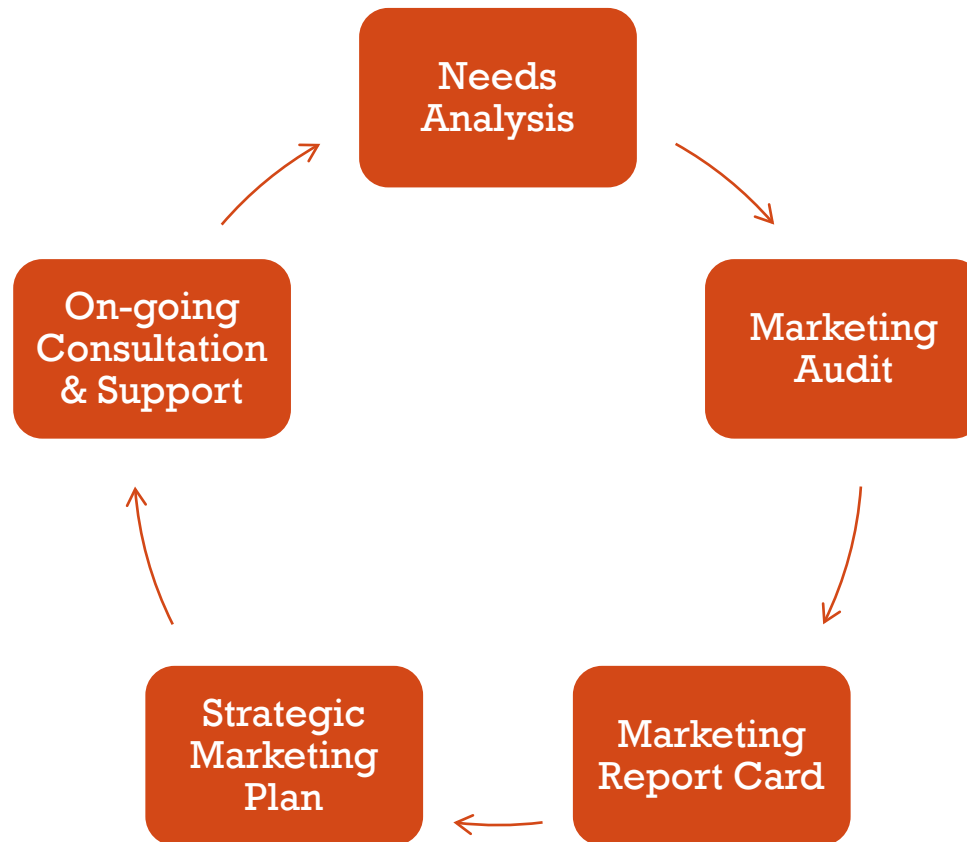 Needs
Analysis
Marketing
Audit
Marketing
Report Card
Strategic
Marketing
Plan
On-going
Consultation
& Support